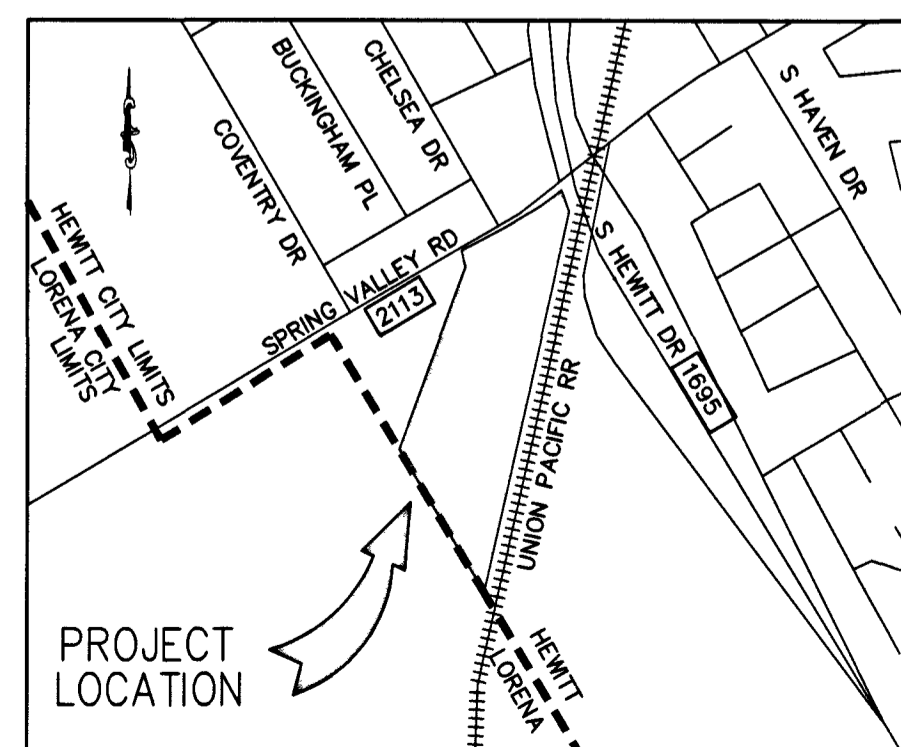 BUCKINGHAM PL
CHELSEA DR
COVENTRY DR
S HAVEN DR
HEWITT CITY LIMITS
LORENA CITY
LIMITS
SPRING VALLEY RD
2113
S HEWITT DR
1695
UNION PACIFIC RR
PROJECT
LOCATION
HEWITT
LORENA